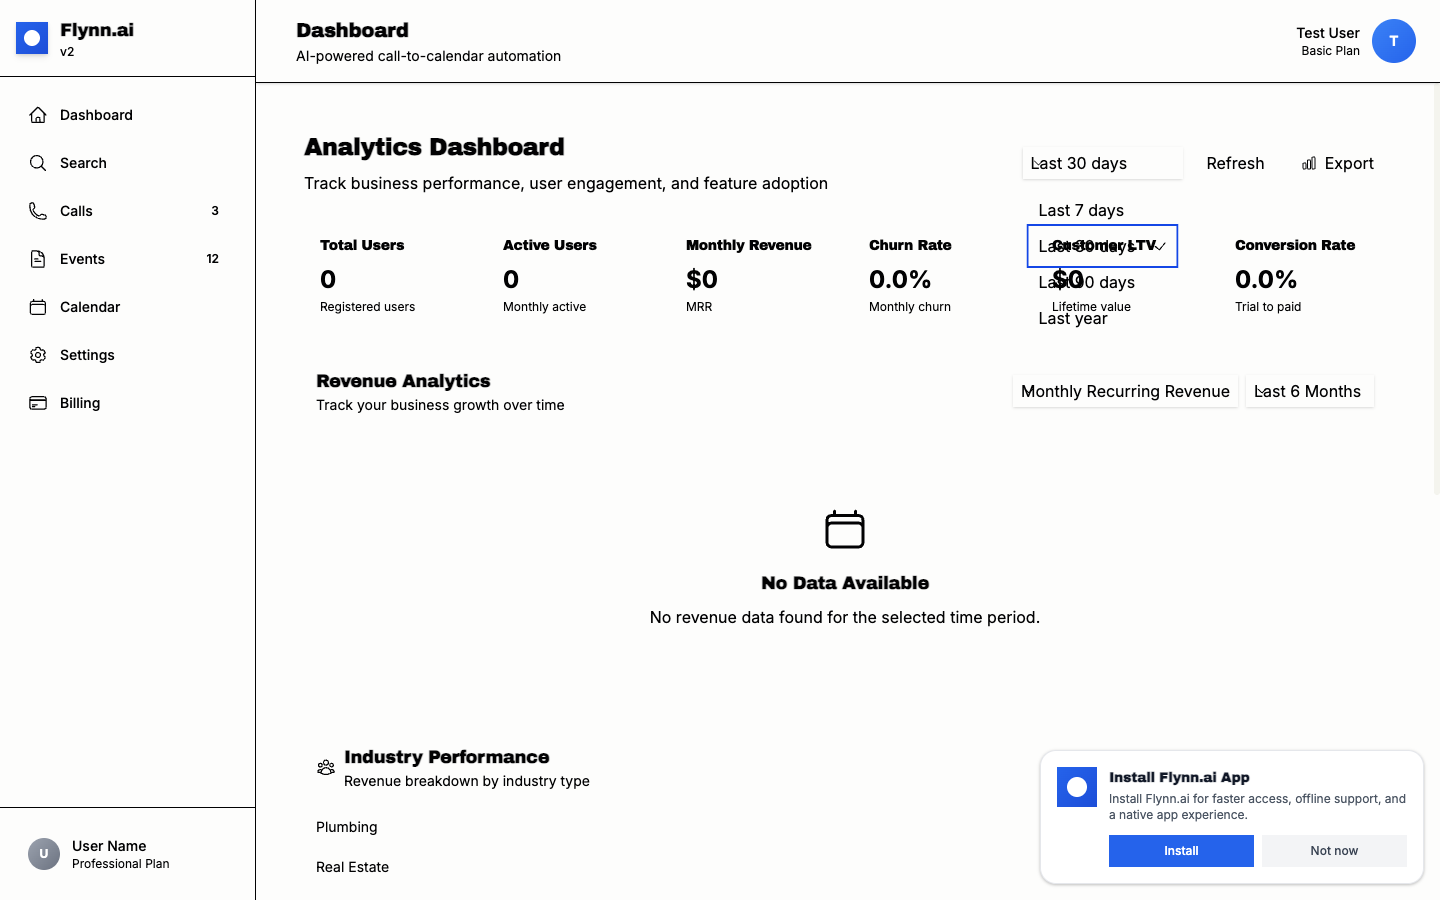 Flynn.ai
v2
Dashboard
Search
Calls 3
Events 12
Calendar
Settings
Billing
U
User Name
Professional Plan
Dashboard
AI-powered call-to-calendar automation
Test User
Basic Plan
T
Analytics Dashboard
Track business performance, user engagement, and feature adoption
Last 30 days
Refresh
Export
Last 7 days
Last 30 days
Last 90 days
Last year
Total Users
0
Registered users
Active Users
0
Monthly active
Monthly Revenue
$0
MRR
Churn Rate
0.0%
Monthly churn
Customer LTV
$0
Lifetime value
Conversion Rate
0.0%
Trial to paid
Revenue Analytics
Track your business growth over time
Monthly Recurring Revenue
Last 6 Months
No Data Available
No revenue data found for the selected time period.
Industry Performance
Revenue breakdown by industry type
Plumbing
Real Estate
Install Flynn.ai App
Install Flynn.ai for faster access, offline support, and
a native app experience.
Install
Not now